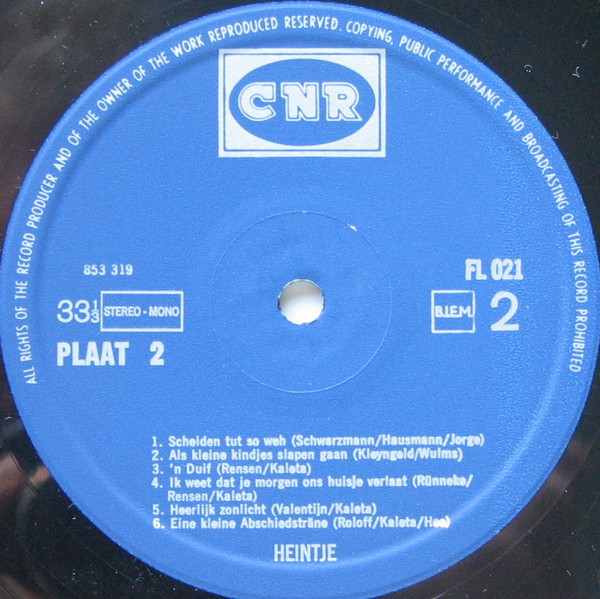 ALL RIGHTS OF THE RECORD PRODUCER AND OF THE OWNER OF THE WORK REPRODUCED RESERVED. COPYING, PUBLIC PERFORMANCE AND BROADCASTING OF THIS RECORD PROHIBITED
CNR
853 319
FL 021
33 1/3 STEREO - MONO
B.I.E.M. 2
PLAAT 2
1. Scheiden tut so weh (Schwarzmann/Hausmann/Jorge)
2. Als kleine kindjes slapen gaan (Kleyngeld/Wulms)
3. 'n Duif (Rensen/Kaleta)
4. Ik weet dat je morgen ons huisje verlaat (Rünneke/
Rensen/Kaleta)
5. Heerlijk zonlicht (Valentijn/Kaleta)
6. Eine kleine Abschiedsträne (Roloff/Kaleta/Hee)
HEINTJE